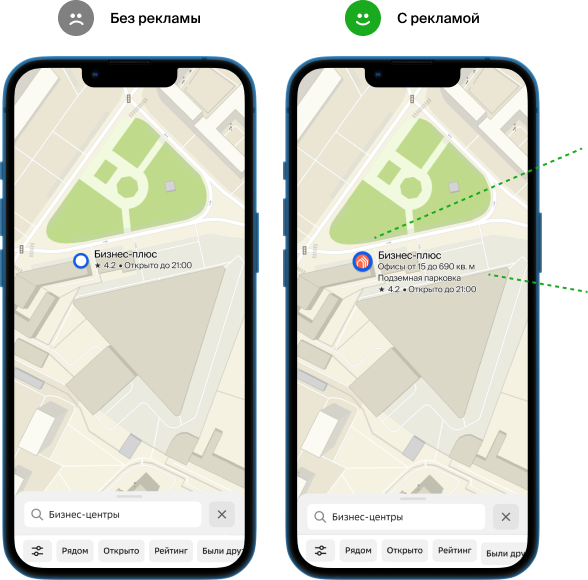 Без рекламы
С рекламой
Бизнес-плюс
★ 4.2 • Открыто до 21:00
Бизнес-плюс
Офисы от 15 до 690 кв. м
Подземная парковка
★ 4.2 • Открыто до 21:00
Бизнес-центры
Рядом
Открыто
Рейтинг
Были дру
Бизнес-центры
Рядом
Открыто
Рейтинг
Были дру